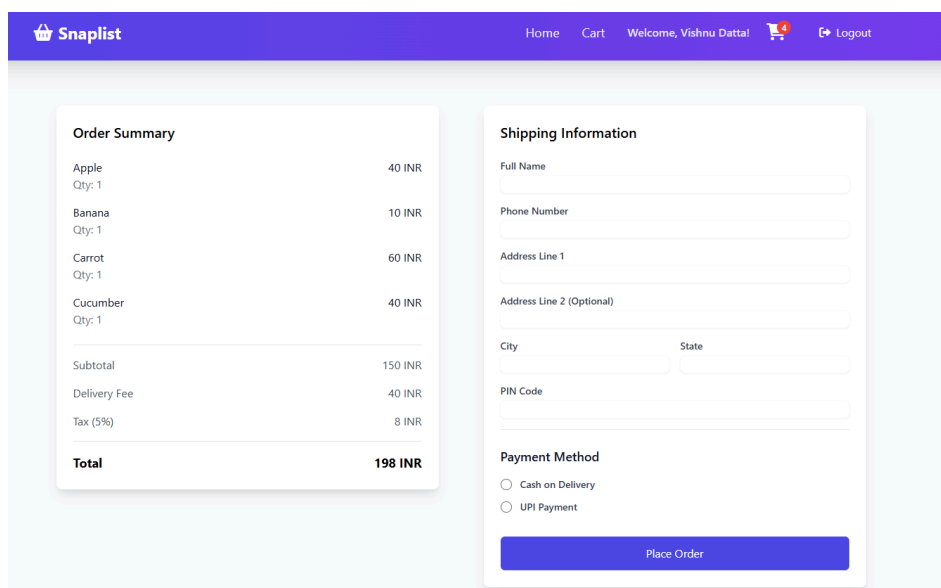 Snaplist
Home Cart Welcome, Vishnu Datta! 4 Logout
Order Summary
Apple 40 INR
Qty: 1
Banana 10 INR
Qty: 1
Carrot 60 INR
Qty: 1
Cucumber 40 INR
Qty: 1
Subtotal 150 INR
Delivery Fee 40 INR
Tax (5%) 8 INR
Total 198 INR
Shipping Information
Full Name
Phone Number
Address Line 1
Address Line 2 (Optional)
City State
PIN Code
Payment Method
Cash on Delivery
UPI Payment
Place Order